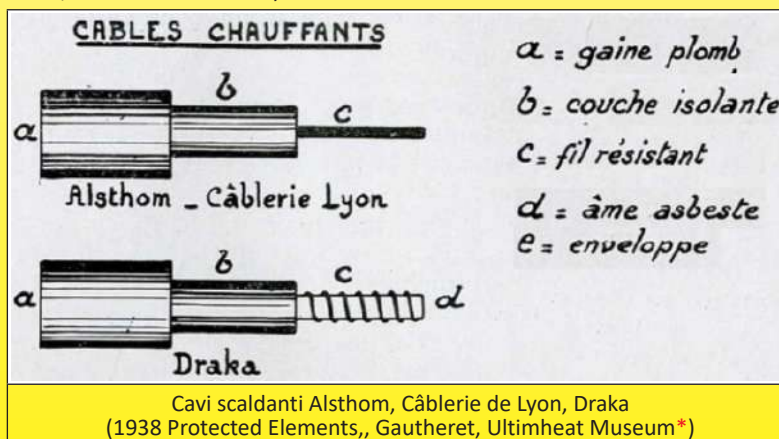 CABLES CHAUFFANTS
a = gaine plomb
b = couche isolante
c = fil résistant
d = âme asbeste
e = enveloppe
a b c
Alsthom _ Câblerie Lyon
a b c d
Draka
Cavi scaldanti Alsthom, Câblerie de Lyon, Draka
(1938 Protected Elements,, Gautheret, Ultimheat Museum*)